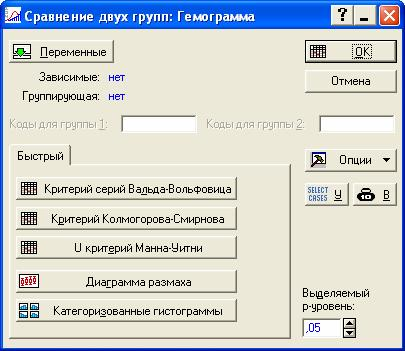 Сравнение двух групп: Гемограмма
Переменные
OK
Зависимые: нет
Отмена
Группирующая: нет
Коды для группы 1:
Коды для группы 2:
Быстрый
Опции
Критерий серий Вальда-Вольфовица
SELECT CASES У
В
Критерий Колмогорова-Смирнова
U критерий Манна-Уитни
Диаграмма размаха
Категоризованные гистограммы
Выделяемый
p-уровень:
,05